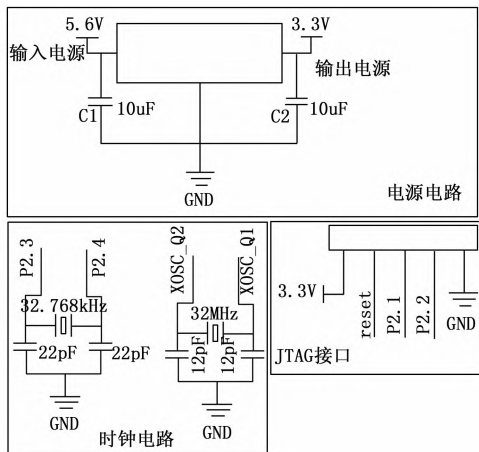 5.6V
3.3V
输入电源
输出电源
C1
10uF
C2
10uF
GND
电源电路
P2.3
P2.4
XOSC_Q2
XOSC_Q1
32.768kHz
32MHz
22pF
22pF
12pF
12pF
GND
GND
时钟电路
3.3V
reset
P2.1
P2.2
GND
JTAG接口